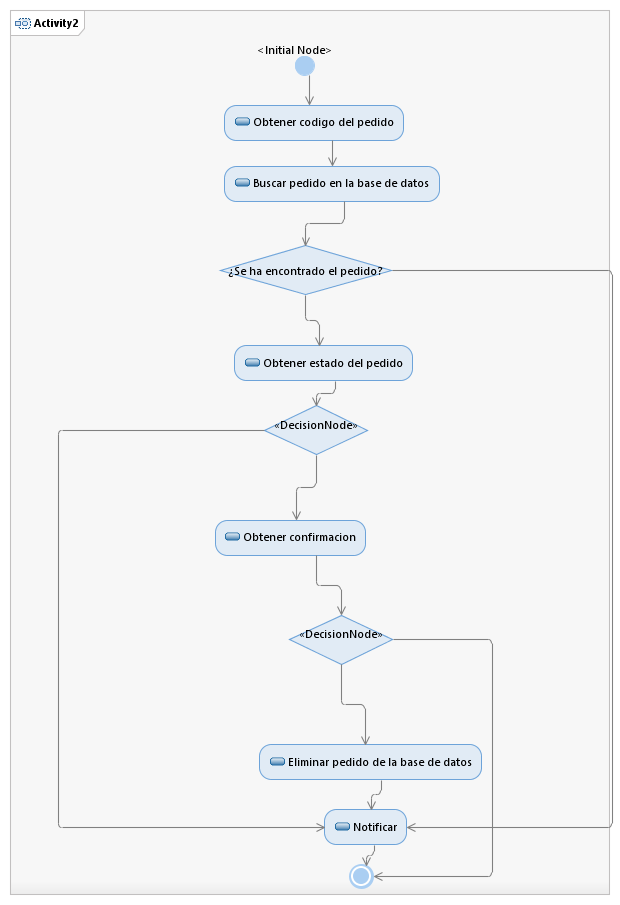 Activity2
<Initial Node>
Obtener codigo del pedido
Buscar pedido en la base de datos
¿Se ha encontrado el pedido?
Obtener estado del pedido
«DecisionNode»
Obtener confirmacion
«DecisionNode»
Eliminar pedido de la base de datos
Notificar